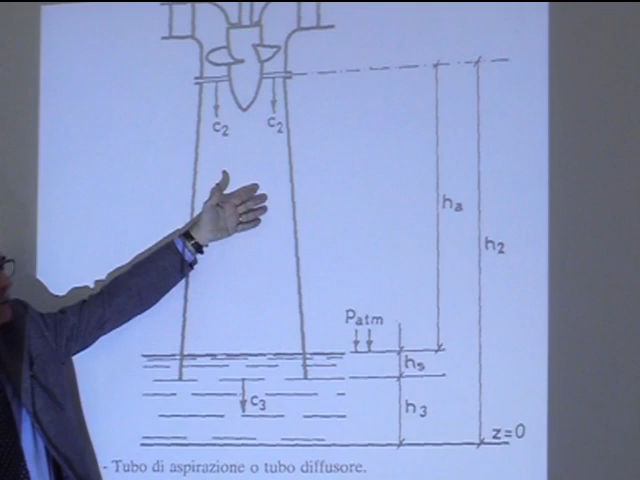 c2
c2
ha
h2
Patm
hs
c3
h3
z=0
- Tubo di aspirazione o tubo diffusore.